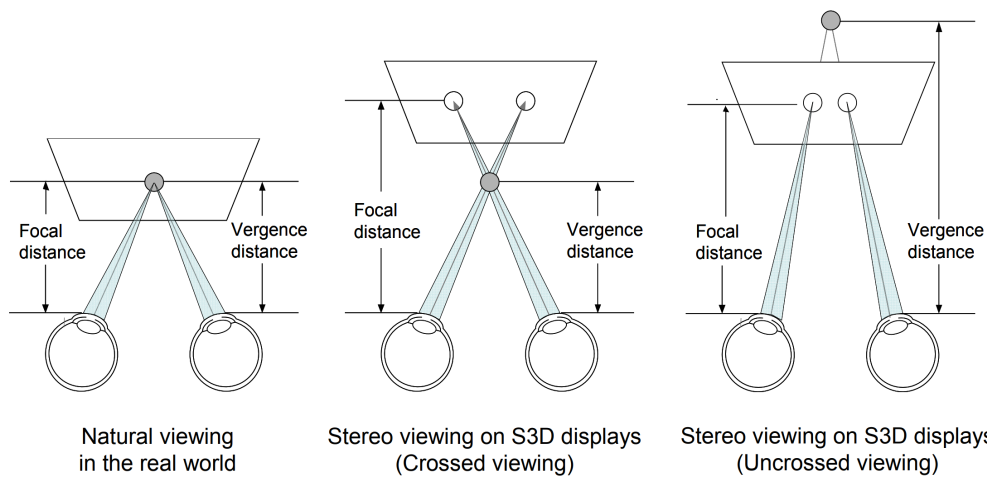 Focal
distance
Vergence
distance
Natural viewing
in the real world
Focal
distance
Vergence
distance
Stereo viewing on S3D displays
(Crossed viewing)
Focal
distance
Vergence
distance
Stereo viewing on S3D displays
(Uncrossed viewing)